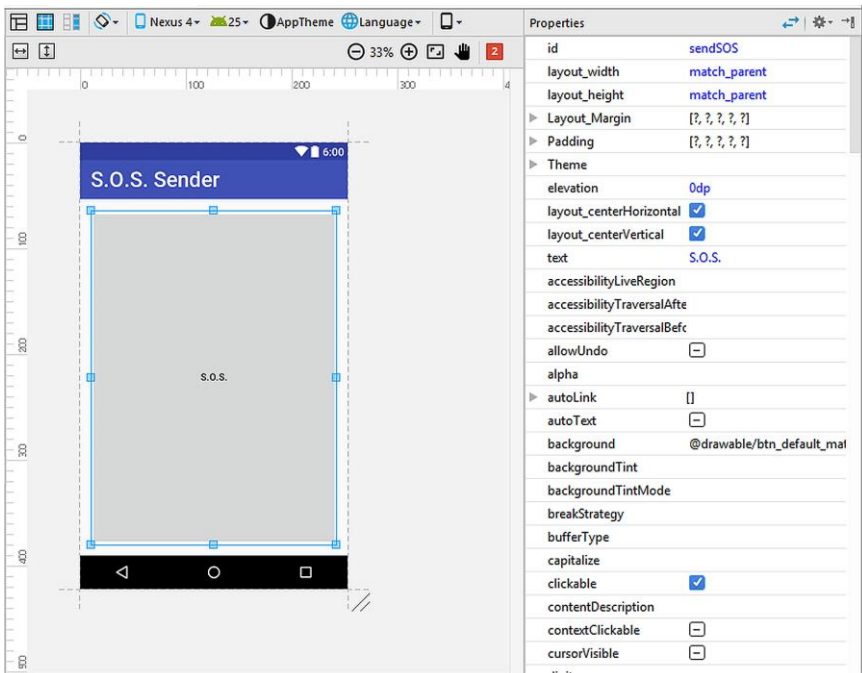 Nexus 4 25 AppTheme Language
33% 2
0 100 200 300 4
0
100
200
300
400
500
6:00
S.O.S. Sender
S.O.S.
Properties
id sendSOS
layout_width match_parent
layout_height match_parent
Layout_Margin [?, ?, ?, ?, ?]
Padding [?, ?, ?, ?, ?]
Theme
elevation 0dp
layout_centerHorizontal
layout_centerVertical
text S.O.S.
accessibilityLiveRegion
accessibilityTraversalAfte
accessibilityTraversalBefo
allowUndo
alpha
autoLink []
autoText
background @drawable/btn_default_mat
backgroundTint
backgroundTintMode
breakStrategy
bufferType
capitalize
clickable
contentDescription
contextClickable
cursorVisible